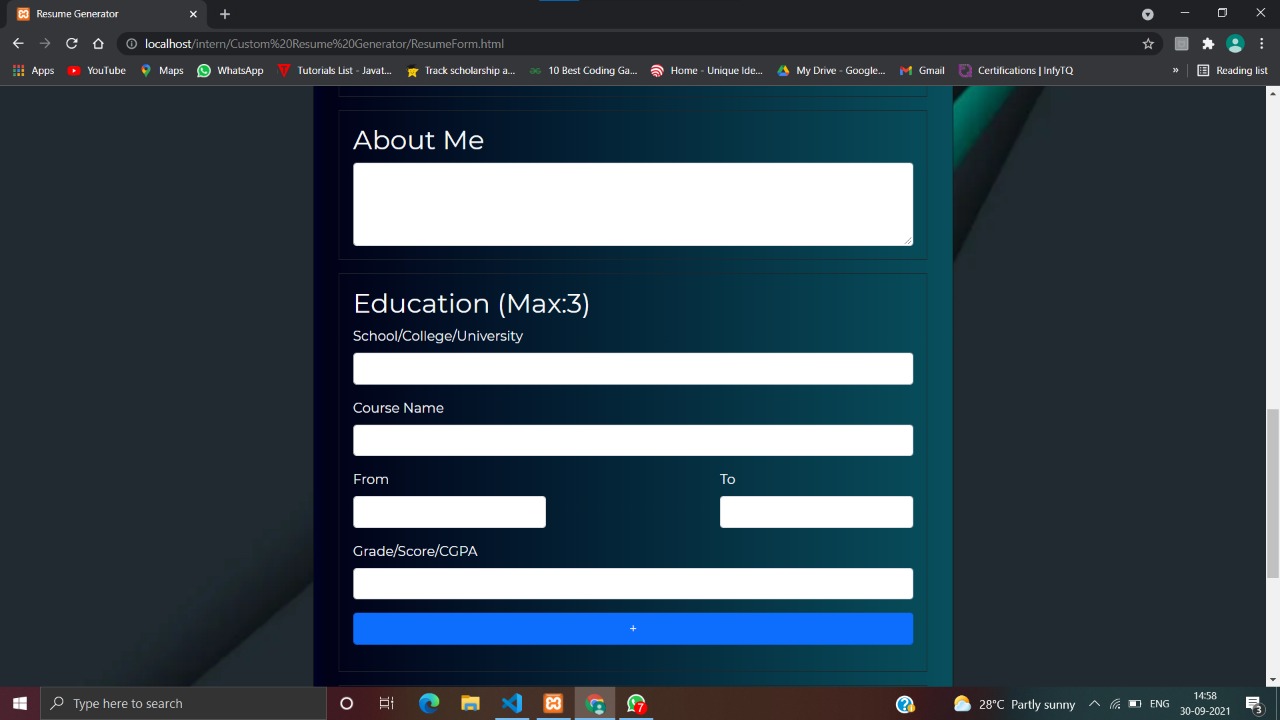 Resume Generator
localhost/intern/Custom%20Resume%20Generator/ResumeForm.html
Apps YouTube Maps WhatsApp Tutorials List - Javat... Track scholarship a... 10 Best Coding Ga... Home - Unique Ide... My Drive - Google... Gmail Certifications | InfyTQ » Reading list
About Me
Education (Max:3)
School/College/University
Course Name
From To
Grade/Score/CGPA
+
Type here to search
7
28°C Partly sunny
ENG
14:58
30-09-2021
3